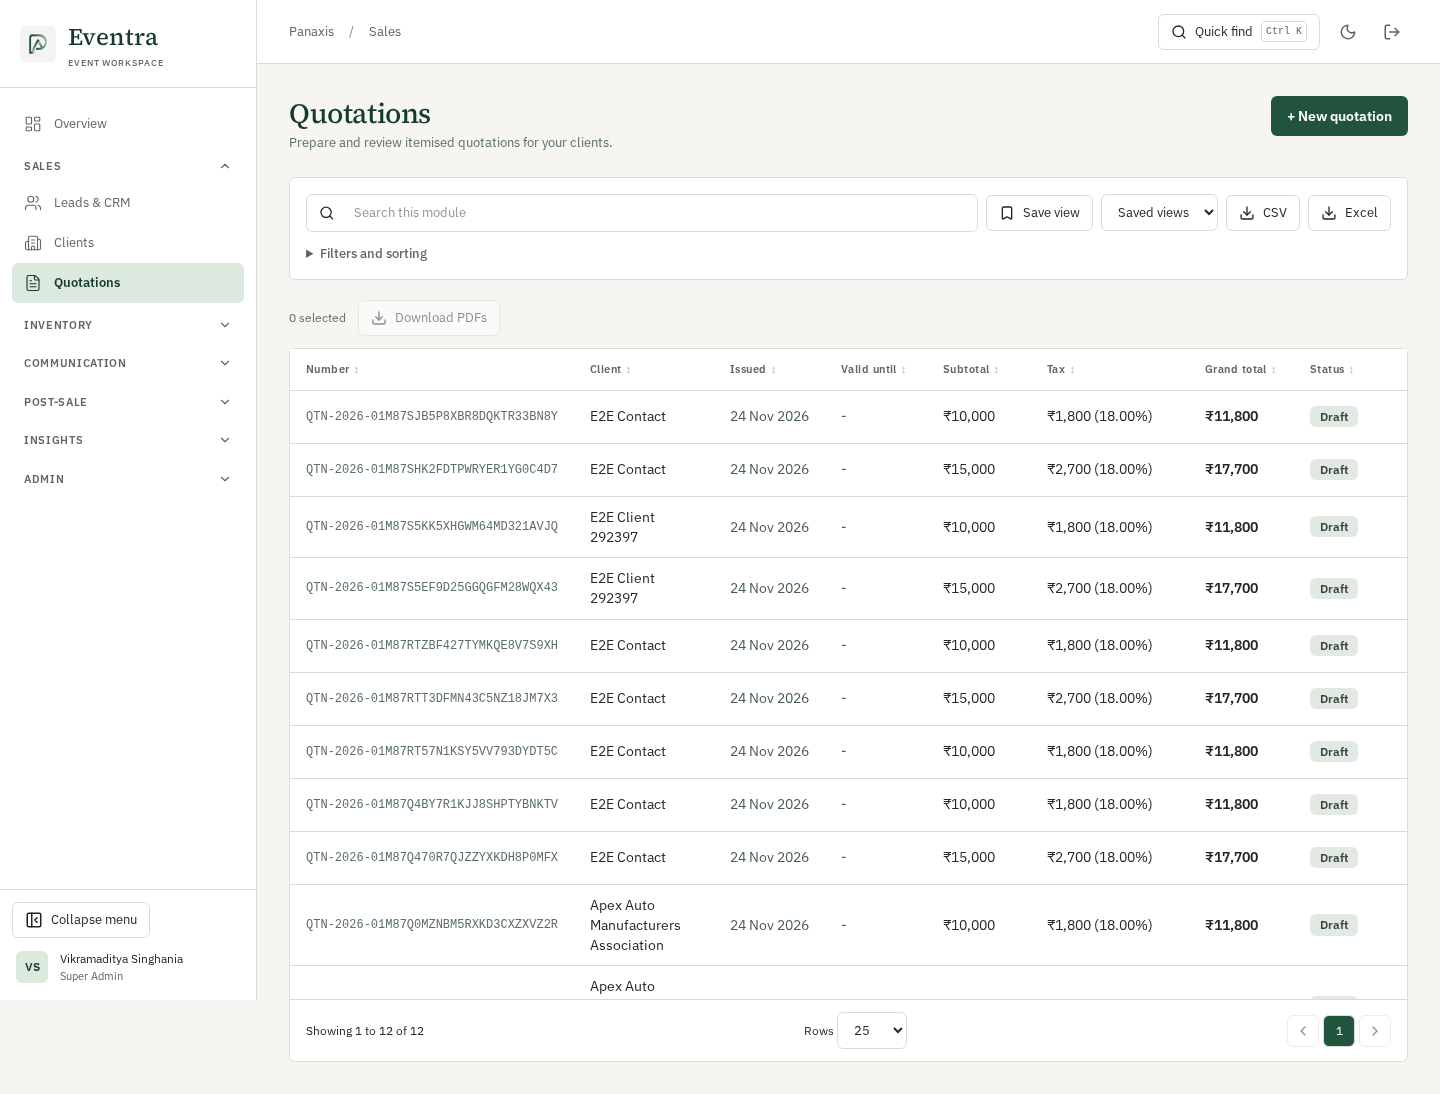 Eventra
EVENT WORKSPACE
Panaxis / Sales
Quick find Ctrl K
Overview
SALES
Leads & CRM
Clients
Quotations
INVENTORY
COMMUNICATION
POST-SALE
INSIGHTS
ADMIN
Collapse menu
VS
Vikramaditya Singhania
Super Admin
Quotations
Prepare and review itemised quotations for your clients.
+ New quotation
Search this module
Save view
Saved views
CSV
Excel
Filters and sorting
0 selected
Download PDFs
Number Client Issued Valid until Subtotal Tax Grand total Status
QTN-2026-01M87SJB5P8XBR8DQKTR33BN8Y E2E Contact 24 Nov 2026 - ₹10,000 ₹1,800 (18.00%) ₹11,800 Draft
QTN-2026-01M87SHK2FDTPWRYER1YG0C4D7 E2E Contact 24 Nov 2026 - ₹15,000 ₹2,700 (18.00%) ₹17,700 Draft
QTN-2026-01M87S5KK5XHGWM64MD321AVJQ E2E Client 292397 24 Nov 2026 - ₹10,000 ₹1,800 (18.00%) ₹11,800 Draft
QTN-2026-01M87S5EF9D25GGQGFM28WQX43 E2E Client 292397 24 Nov 2026 - ₹15,000 ₹2,700 (18.00%) ₹17,700 Draft
QTN-2026-01M87RTZBF427TYMKQE8V7S9XH E2E Contact 24 Nov 2026 - ₹10,000 ₹1,800 (18.00%) ₹11,800 Draft
QTN-2026-01M87RTT3DFMN43C5NZ18JM7X3 E2E Contact 24 Nov 2026 - ₹15,000 ₹2,700 (18.00%) ₹17,700 Draft
QTN-2026-01M87RT57N1KSY5VV793DYDT5C E2E Contact 24 Nov 2026 - ₹10,000 ₹1,800 (18.00%) ₹11,800 Draft
QTN-2026-01M87Q4BY7R1KJJ8SHPTYBNKTV E2E Contact 24 Nov 2026 - ₹10,000 ₹1,800 (18.00%) ₹11,800 Draft
QTN-2026-01M87Q470R7QJZZYXKDH8P0MFX E2E Contact 24 Nov 2026 - ₹15,000 ₹2,700 (18.00%) ₹17,700 Draft
QTN-2026-01M87Q0MZNBM5RXKD3CXZXVZ2R Apex Auto Manufacturers Association 24 Nov 2026 - ₹10,000 ₹1,800 (18.00%) ₹11,800 Draft
Apex Auto
Showing 1 to 12 of 12
Rows 25
1